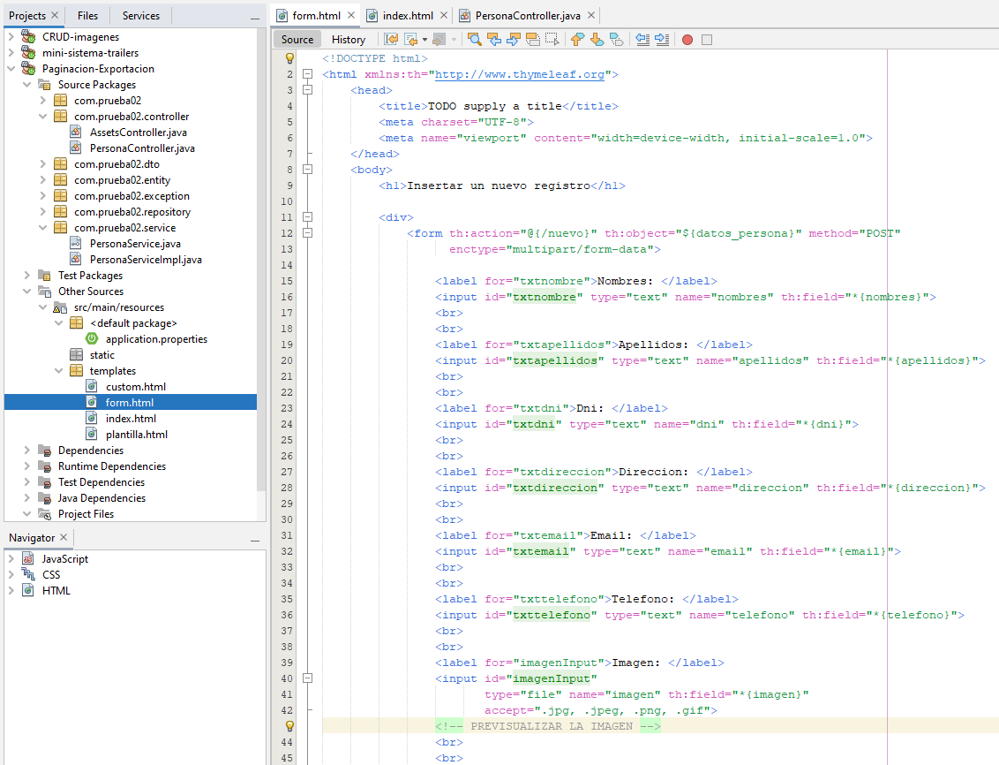 Projects
Files
Services
CRUD-imagenes
mini-sistema-trailers
Paginacion-Exportacion
Source Packages
com.prueba02
com.prueba02.controller
AssetsController.java
PersonaController.java
com.prueba02.dto
com.prueba02.entity
com.prueba02.exception
com.prueba02.repository
com.prueba02.service
PersonaService.java
PersonaServiceImpl.java
Test Packages
Other Sources
src/main/resources
<default package>
application.properties
static
templates
custom.html
form.html
index.html
plantilla.html
Dependencies
Runtime Dependencies
Test Dependencies
Java Dependencies
Project Files
Navigator
JavaScript
CSS
HTML
form.html
index.html
PersonaController.java
Source
History
<!DOCTYPE html>
2 <html xmlns:th="http://www.thymeleaf.org">
3 <head>
4 <title>TODO supply a title</title>
5 <meta charset="UTF-8">
6 <meta name="viewport" content="width=device-width, initial-scale=1.0">
7 </head>
8 <body>
9 <h1>Insertar un nuevo registro</h1>
10
11 <div>
12 <form th:action="@{/nuevo}" th:object="${datos_persona}" method="POST"
13 enctype="multipart/form-data">
14
15 <label for="txtnombre">Nombres: </label>
16 <input id="txtnombre" type="text" name="nombres" th:field="*{nombres}">
17 <br>
18 <br>
19 <label for="txtapellidos">Apellidos: </label>
20 <input id="txtapellidos" type="text" name="apellidos" th:field="*{apellidos}">
21 <br>
22 <br>
23 <label for="txtdni">Dni: </label>
24 <input id="txtdni" type="text" name="dni" th:field="*{dni}">
25 <br>
26 <br>
27 <label for="txtdireccion">Direccion: </label>
28 <input id="txtdireccion" type="text" name="direccion" th:field="*{direccion}">
29 <br>
30 <br>
31 <label for="txtemail">Email: </label>
32 <input id="txtemail" type="text" name="email" th:field="*{email}">
33 <br>
34 <br>
35 <label for="txttelefono">Telefono: </label>
36 <input id="txttelefono" type="text" name="telefono" th:field="*{telefono}">
37 <br>
38 <br>
39 <label for="imagenInput">Imagen: </label>
40 <input id="imagenInput"
41 type="file" name="imagen" th:field="*{imagen}"
42 accept=".jpg, .jpeg, .png, .gif">
<!-- PREVISUALIZAR LA IMAGEN -->
44 <br>
45 <br>